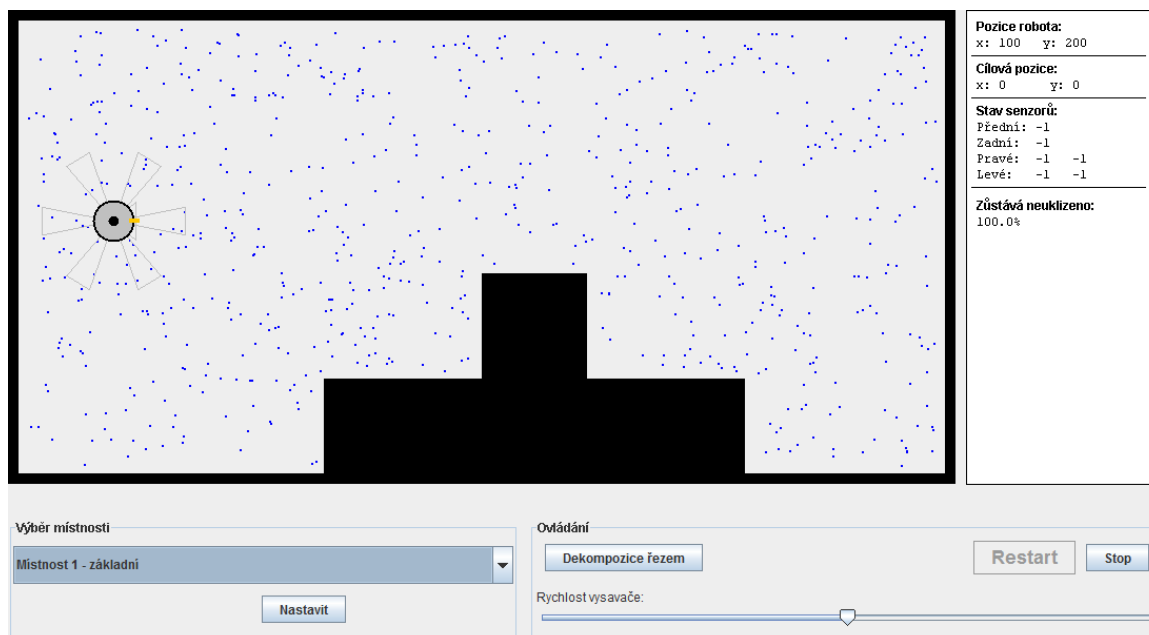 Pozice robota:
x: 100 y: 200
Cílová pozice:
x: 0 y: 0
Stav senzorů:
Přední: -1
Zadní: -1
Pravé: -1 -1
Levé: -1 -1
Zůstává neuklizeno:
100.0%
Výběr místnosti
Místnost 1 - základní
Nastavit
Ovládání
Dekompozice řezem
Restart
Stop
Rychlost vysavače: